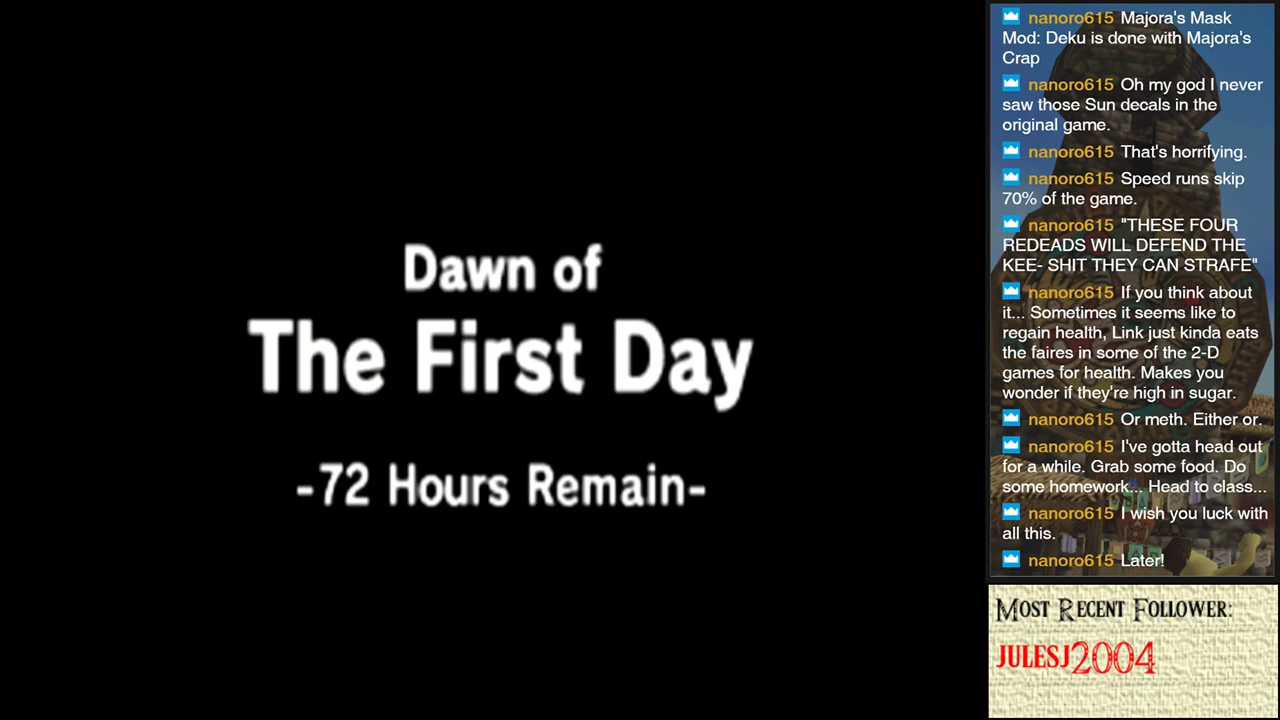 Dawn of
The First Day
-72 Hours Remain-
nanoro615 Majora's Mask
Mod: Deku is done with Majora's
Crap
nanoro615 Oh my god I never
saw those Sun decals in the
original game.
nanoro615 That's horrifying.
nanoro615 Speed runs skip
70% of the game.
nanoro615 "THESE FOUR
REDEADS WILL DEFEND THE
KEE- SHIT THEY CAN STRAFE"
nanoro615 If you think about
it... Sometimes it seems like to
regain health, Link just kinda eats
the faires in some of the 2-D
games for health. Makes you
wonder if they're high in sugar.
nanoro615 Or meth. Either or.
nanoro615 I've gotta head out
for a while. Grab some food. Do
some homework... Head to class...
nanoro615 I wish you luck with
all this.
nanoro615 Later!
Most Recent Follower:
JULESJ2004